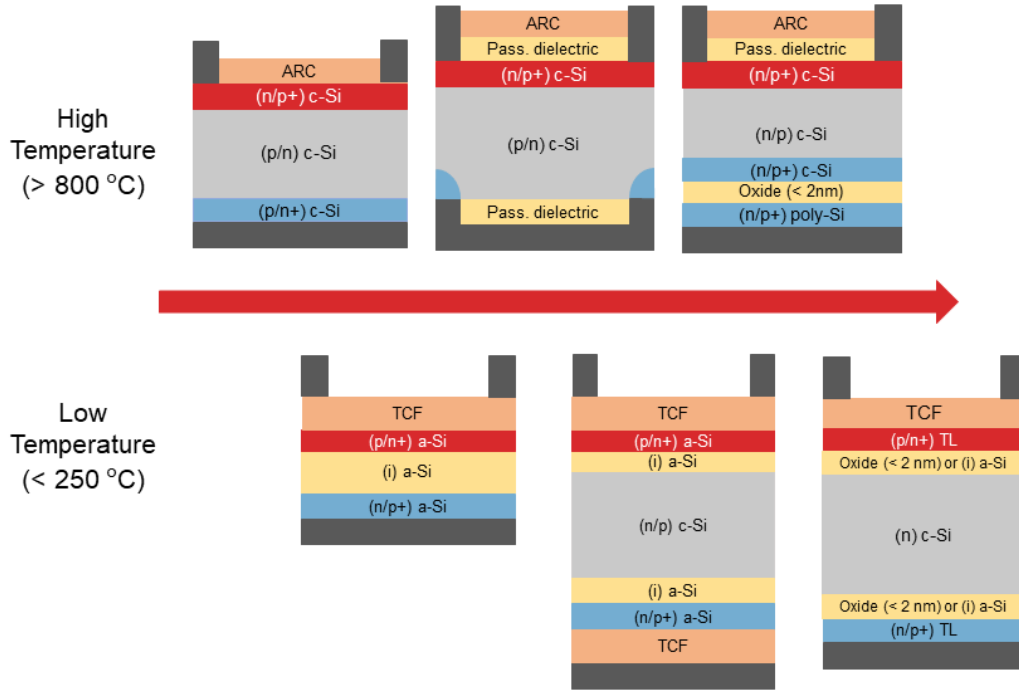 High
Temperature
(> 800 °C)
ARC
(n/p+) c-Si
(p/n) c-Si
(p/n+) c-Si
ARC
Pass. dielectric
(n/p+) c-Si
(p/n) c-Si
Pass. dielectric
ARC
Pass. dielectric
(n/p+) c-Si
(n/p) c-Si
(n/p+) c-Si
Oxide (< 2nm)
(n/p+) poly-Si
Low
Temperature
(< 250 °C)
TCF
(p/n+) a-Si
(i) a-Si
(n/p+) a-Si
TCF
(p/n+) a-Si
(i) a-Si
(n/p) c-Si
(i) a-Si
(n/p+) a-Si
TCF
TCF
(p/n+) TL
Oxide (< 2 nm) or (i) a-Si
(n) c-Si
Oxide (< 2 nm) or (i) a-Si
(n/p+) TL